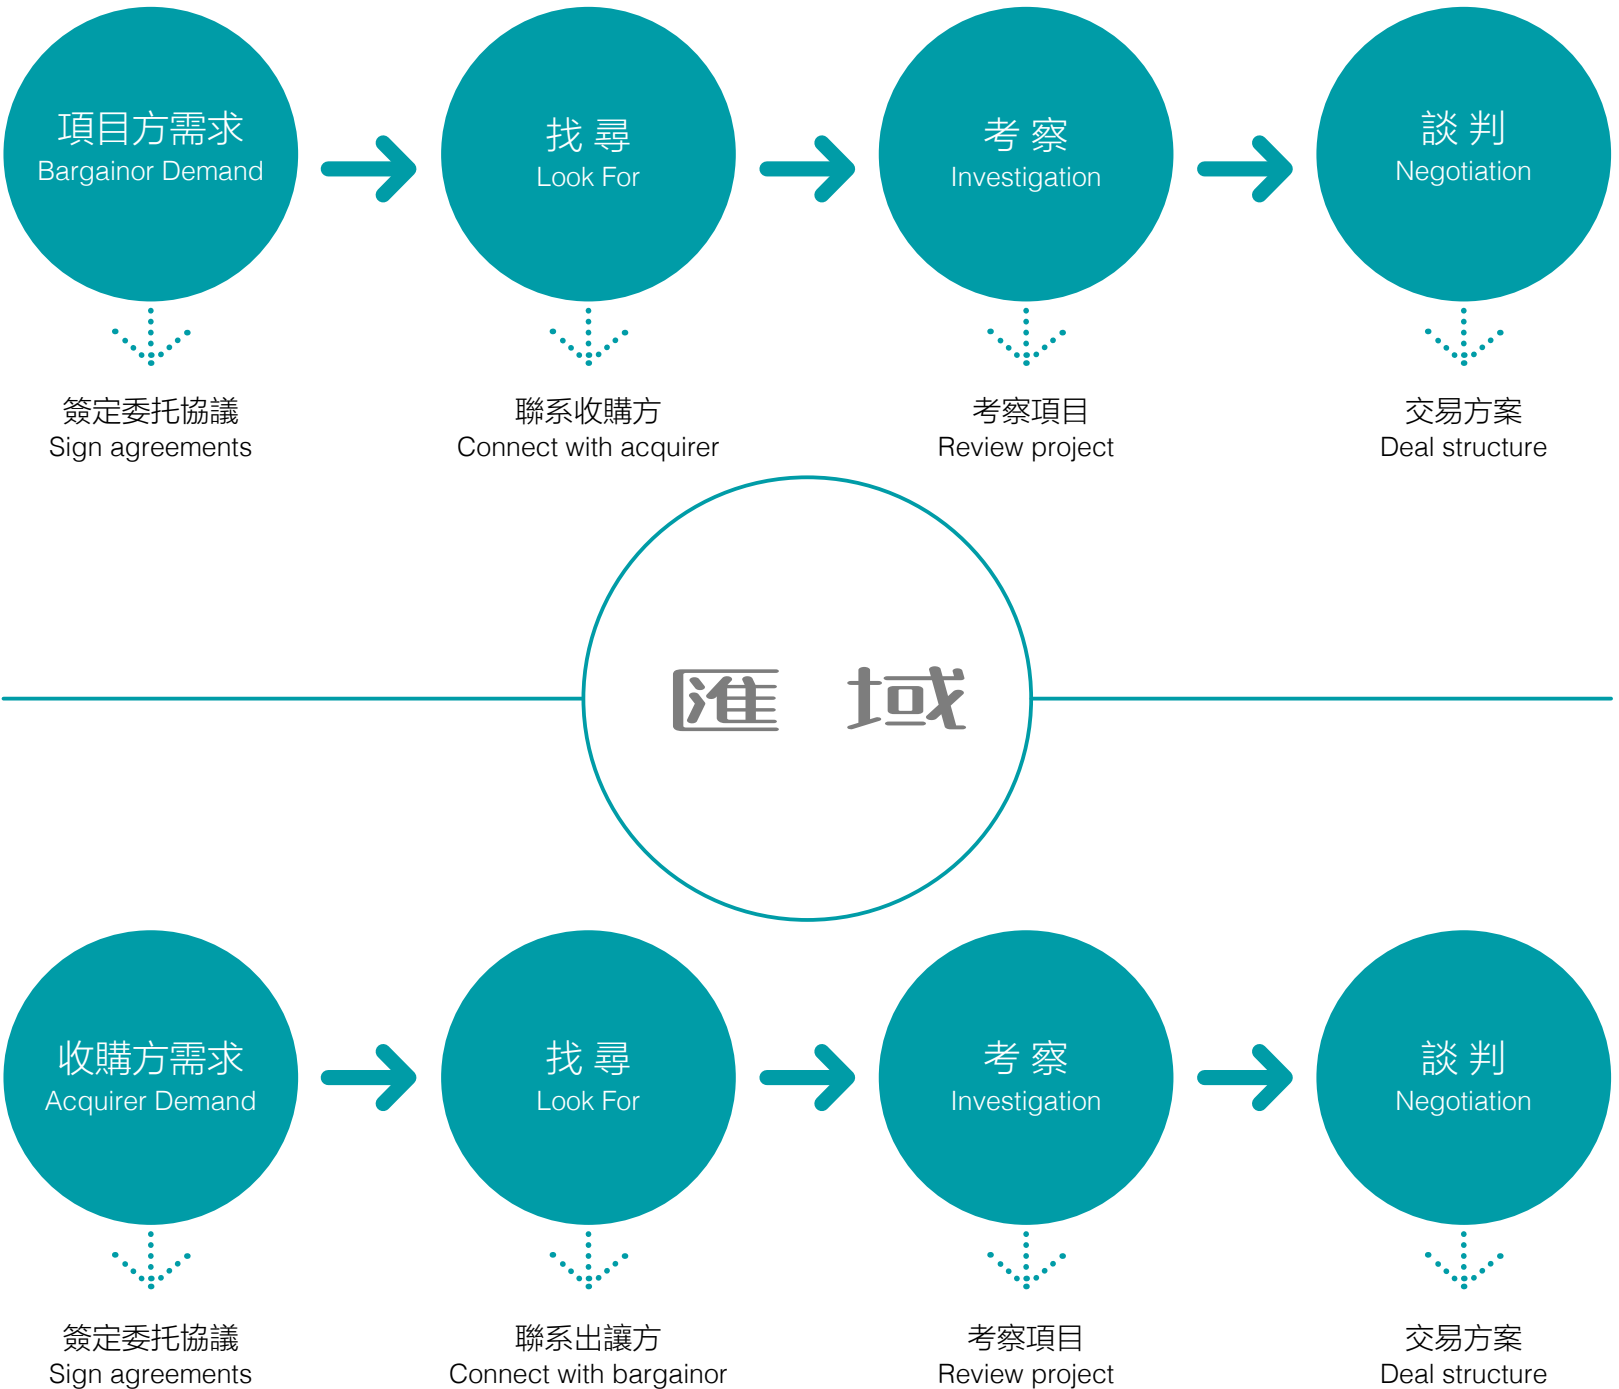 項目方需求
Bargainor Demand
找 尋
Look For
考 察
Investigation
談 判
Negotiation
簽定委托協議
Sign agreements
聯系收購方
Connect with acquirer
考察項目
Review project
交易方案
Deal structure
匯 域
收購方需求
Acquirer Demand
找 尋
Look For
考 察
Investigation
談 判
Negotiation
簽定委托協議
Sign agreements
聯系出讓方
Connect with bargainor
考察項目
Review project
交易方案
Deal structure